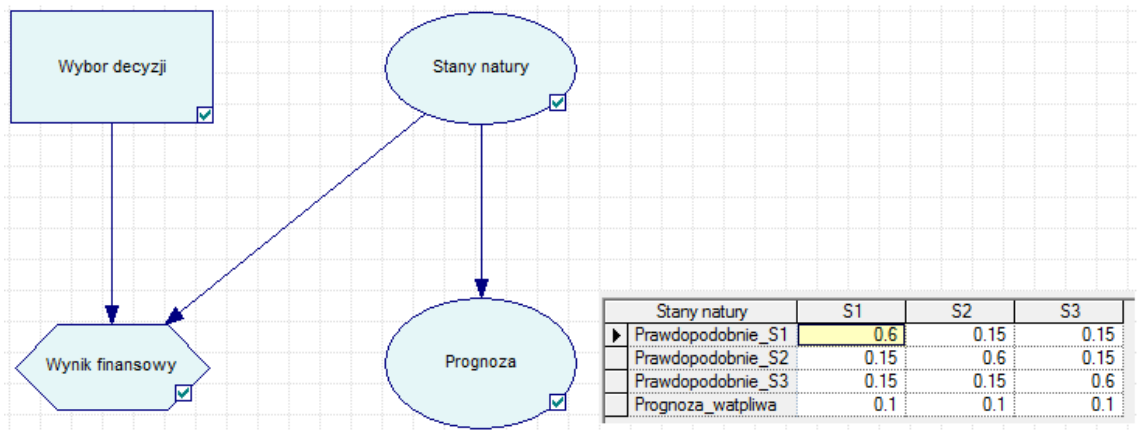 Wybor decyzji
Stany natury
Wynik finansowy
Prognoza
Stany natury S1 S2 S3
Prawdopodobnie_S1 0.6 0.15 0.15
Prawdopodobnie_S2 0.15 0.6 0.15
Prawdopodobnie_S3 0.15 0.15 0.6
Prognoza_watpliwa 0.1 0.1 0.1